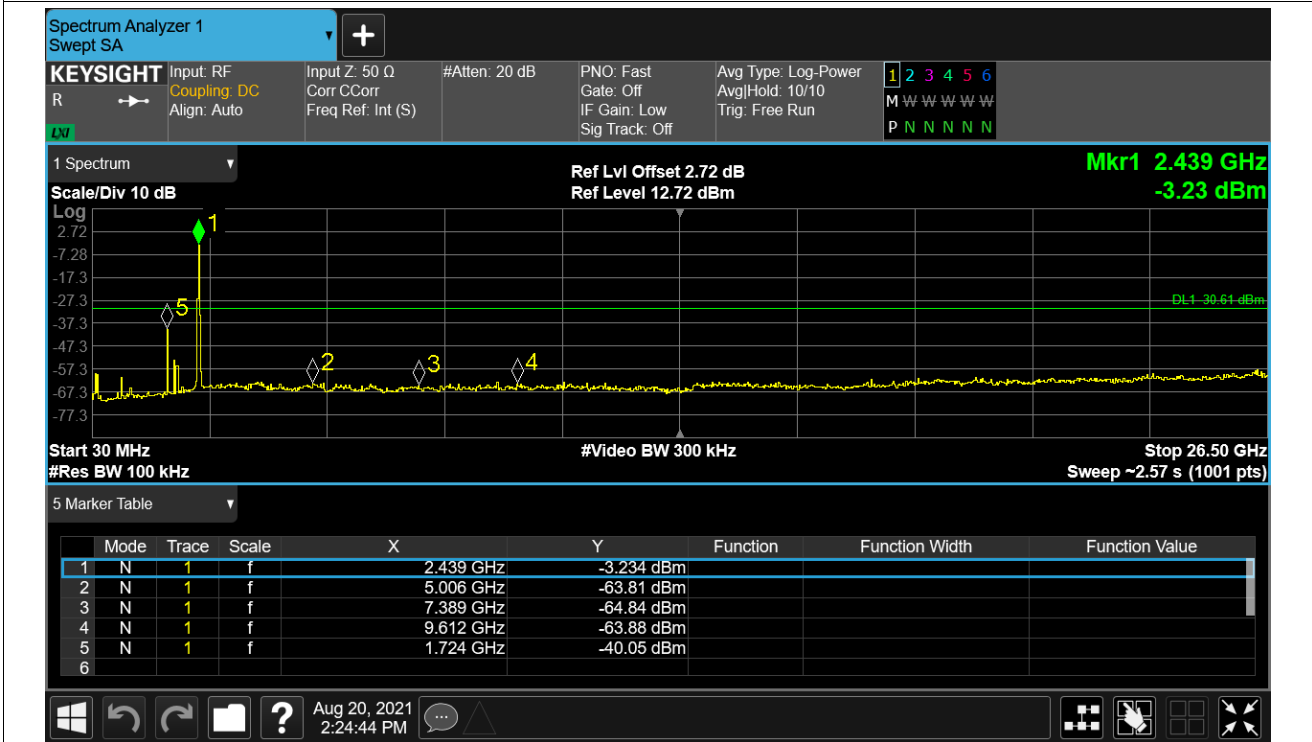 Spectrum Analyzer 1
Swept SA
KEYSIGHT
R
LXI
Input: RF
Coupling: DC
Align: Auto
Input Z: 50 Ω
Corr CCorr
Freq Ref: Int (S)
#Atten: 20 dB
PNO: Fast
Gate: Off
IF Gain: Low
Sig Track: Off
Avg Type: Log-Power
Avg|Hold: 10/10
Trig: Free Run
1 2 3 4 5 6
M W W W W W
P N N N N N
1 Spectrum
Scale/Div 10 dB
Ref Lvl Offset 2.72 dB
Ref Level 12.72 dBm
Mkr1 2.439 GHz
-3.23 dBm
Log
2.72
-7.28
-17.3
-27.3
-37.3
-47.3
-57.3
-67.3
-77.3
1
5
2
3
4
DL1 -30.61 dBm
Start 30 MHz
#Video BW 300 kHz
Stop 26.50 GHz
#Res BW 100 kHz
Sweep ~2.57 s (1001 pts)
5 Marker Table
Mode Trace Scale X Y Function Function Width Function Value
1 N 1 f 2.439 GHz -3.234 dBm
2 N 1 f 5.006 GHz -63.81 dBm
3 N 1 f 7.389 GHz -64.84 dBm
4 N 1 f 9.612 GHz -63.88 dBm
5 N 1 f 1.724 GHz -40.05 dBm
6
?
Aug 20, 2021
2:24:44 PM